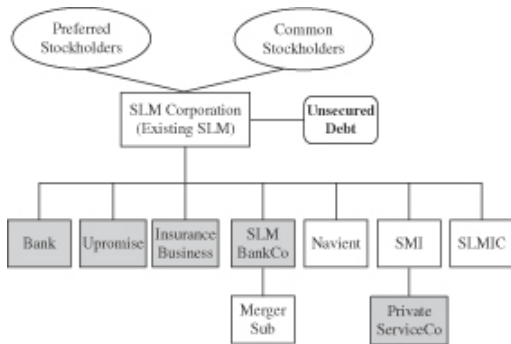 Preferred
Stockholders
Common
Stockholders
SLM Corporation
(Existing SLM)
Unsecured
Debt
Bank
Upromise
Insurance
Business
SLM
BankCo
Navient
SMI
SLMIC
Merger
Sub
Private
ServiceCo